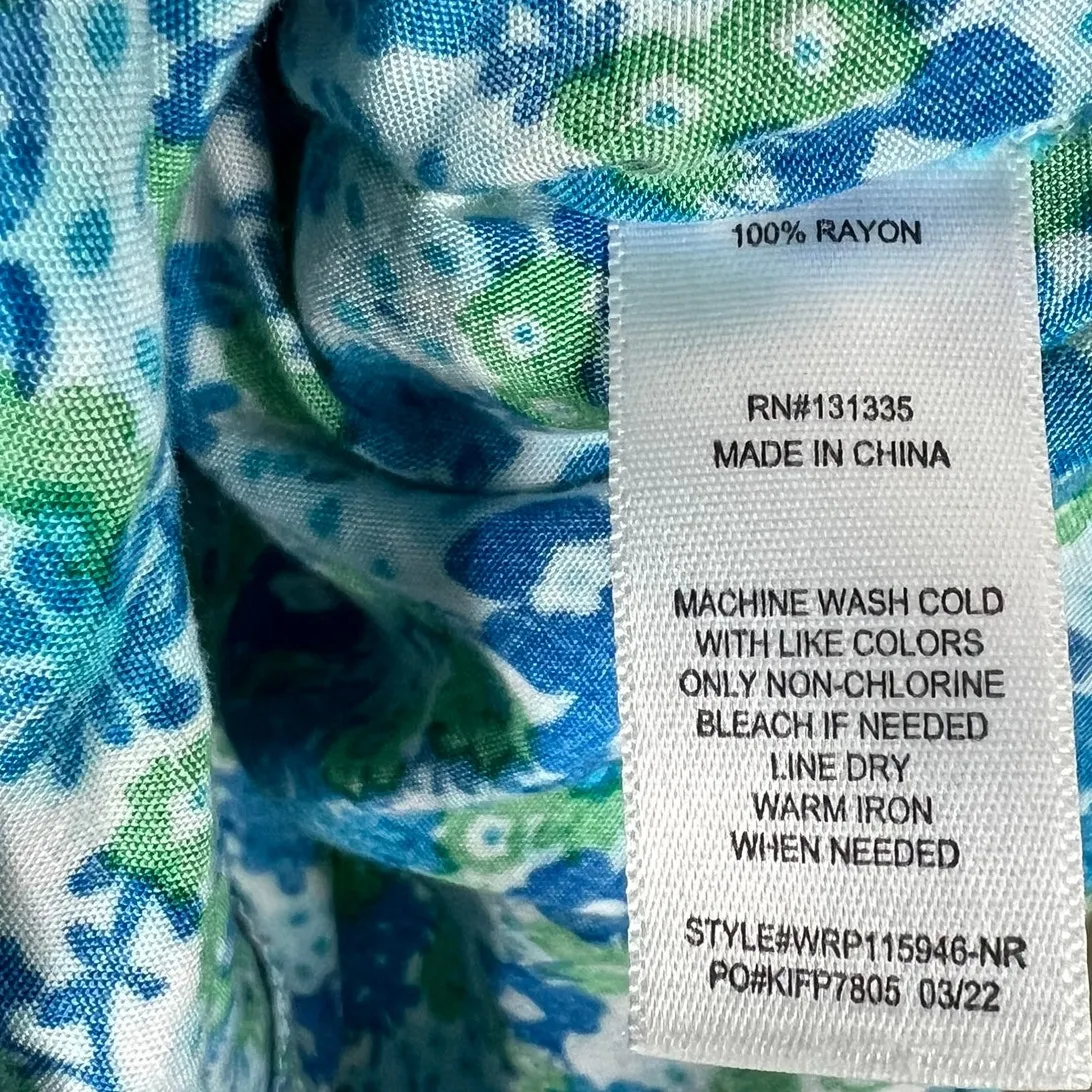 100% RAYON
RN#131335
MADE IN CHINA
MACHINE WASH COLD
WITH LIKE COLORS
ONLY NON-CHLORINE
BLEACH IF NEEDED
LINE DRY
WARM IRON
WHEN NEEDED
STYLE#WRP115946-NR
PO#KIFP7805 03/22